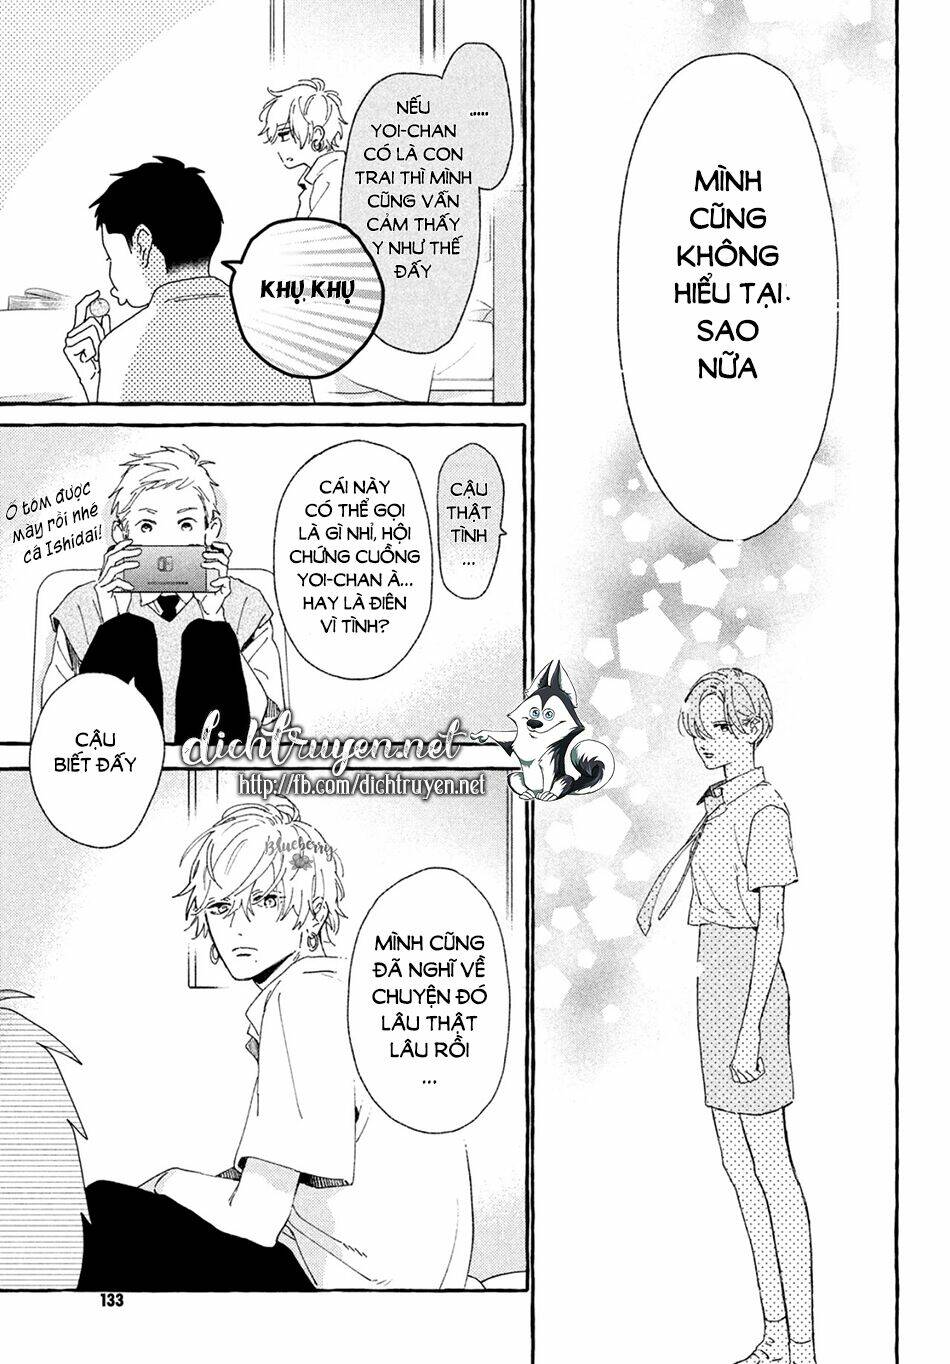 MÌNH
CŨNG
KHÔNG
HIỂU TẠI
SAO
NỮA
......
NẾU
YOI-CHAN
CÓ LÀ CON
TRAI THÌ MÌNH
CŨNG VẪN
CẢM THẤY
Y NHƯ THẾ
ĐẤY
KHỤ KHỤ
CẬU
THẬT
TÌNH
...
CÁI NÀY
CÓ THỂ GỌI
LÀ GÌ NHỈ, HỘI
CHỨNG CUỒNG
YOI-CHAN À...
HAY LÀ ĐIÊN
VÌ TÌNH?
Ô tóm được
mày rồi nhé
cá Ishidai!
CẬU
BIẾT ĐẤY
dichtruyen.net
http://fb.com/dichtruyen.net
Blueberry
MÌNH CŨNG
ĐÃ NGHĨ VỀ
CHUYỆN ĐÓ
LÂU THẬT
LÂU RỒI
...
133